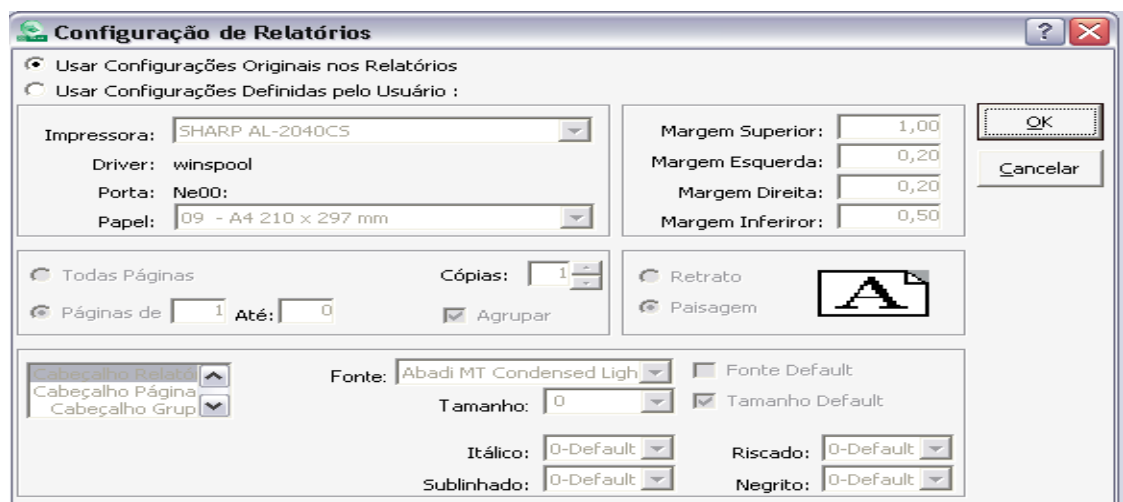 Configuração de Relatórios
Usar Configurações Originais nos Relatórios
Usar Configurações Definidas pelo Usuário :
Impressora: SHARP AL-2040CS
Driver: winspool
Porta: Ne00:
Papel: 09 - A4 210 x 297 mm
Margem Superior: 1,00
Margem Esquerda: 0,20
Margem Direita: 0,20
Margem Inferiror: 0,50
OK
Cancelar
Todas Páginas
Páginas de 1 Até: 0
Cópias: 1
Agrupar
Retrato
Paisagem
A
Cabeçalho Relató
Cabeçalho Página
Cabeçalho Grup
Fonte: Abadi MT Condensed Ligh
Fonte Default
Tamanho: 0
Tamanho Default
Itálico: 0-Default
Riscado: 0-Default
Sublinhado: 0-Default
Negrito: 0-Default